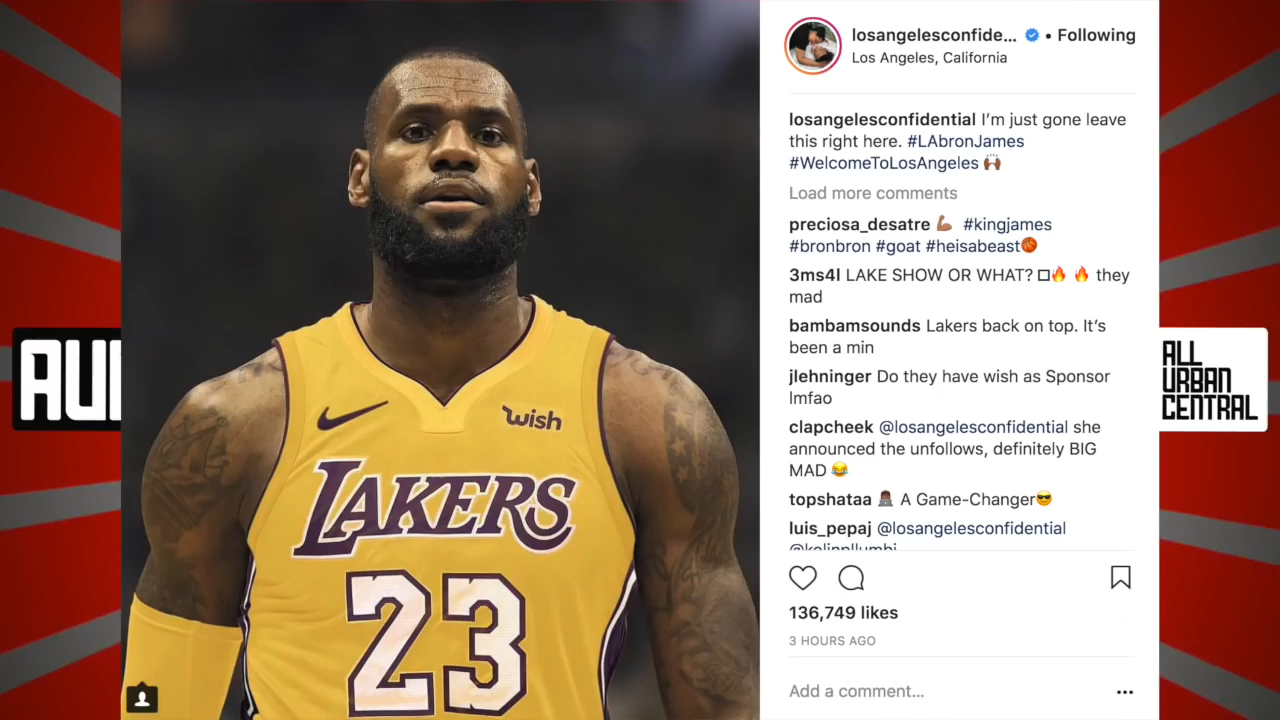 losangelesconfide... • Following
Los Angeles, California
losangelesconfidential I’m just gone leave
this right here. #LAbronJames
#WelcomeToLosAngeles 🙌🏾
Load more comments
preciosa_desatre 💪🏾 #kingjames
#bronbron #goat #heisabeast🏀
3ms4l LAKE SHOW OR WHAT? □🔥 🔥 they
mad
bambamsounds Lakers back on top. It’s
been a min
jlehninger Do they have wish as Sponsor
lmfao
clapcheek @losangelesconfidential she
announced the unfollows, definitely BIG
MAD 😂
topshataa 👨🏿‍💻 A Game-Changer😎
luis_pepaj @losangelesconfidential
136,749 likes
3 HOURS AGO
Add a comment...
wish
LAKERS
23
AU
ALL
URBAN
CENTRAL